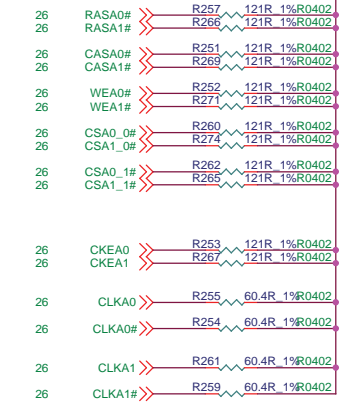 26 RASA0# R257 121R_1% R0402
26 RASA1# R266 121R_1% R0402
26 CASA0# R251 121R_1% R0402
26 CASA1# R269 121R_1% R0402
26 WEA0# R252 121R_1% R0402
26 WEA1# R271 121R_1% R0402
26 CSA0_0# R260 121R_1% R0402
26 CSA1_0# R274 121R_1% R0402
26 CSA0_1# R262 121R_1% R0402
26 CSA1_1# R265 121R_1% R0402
26 CKEA0 R253 121R_1% R0402
26 CKEA1 R267 121R_1% R0402
26 CLKA0 R255 60.4R_1% R0402
26 CLKA0# R254 60.4R_1% R0402
26 CLKA1 R261 60.4R_1% R0402
26 CLKA1# R259 60.4R_1% R0402